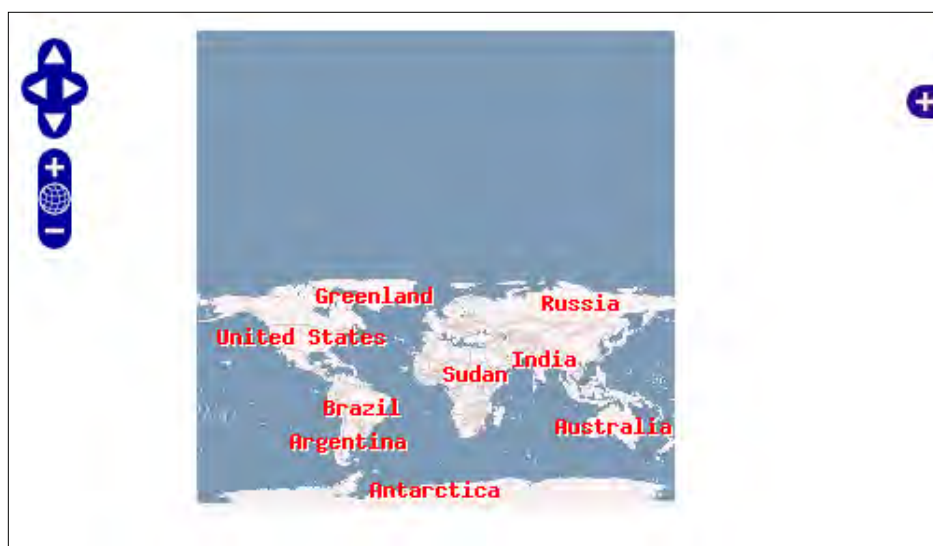 Greenland
Russia
United States
India
Sudan
Brazil
Australia
Argentina
Antarctica